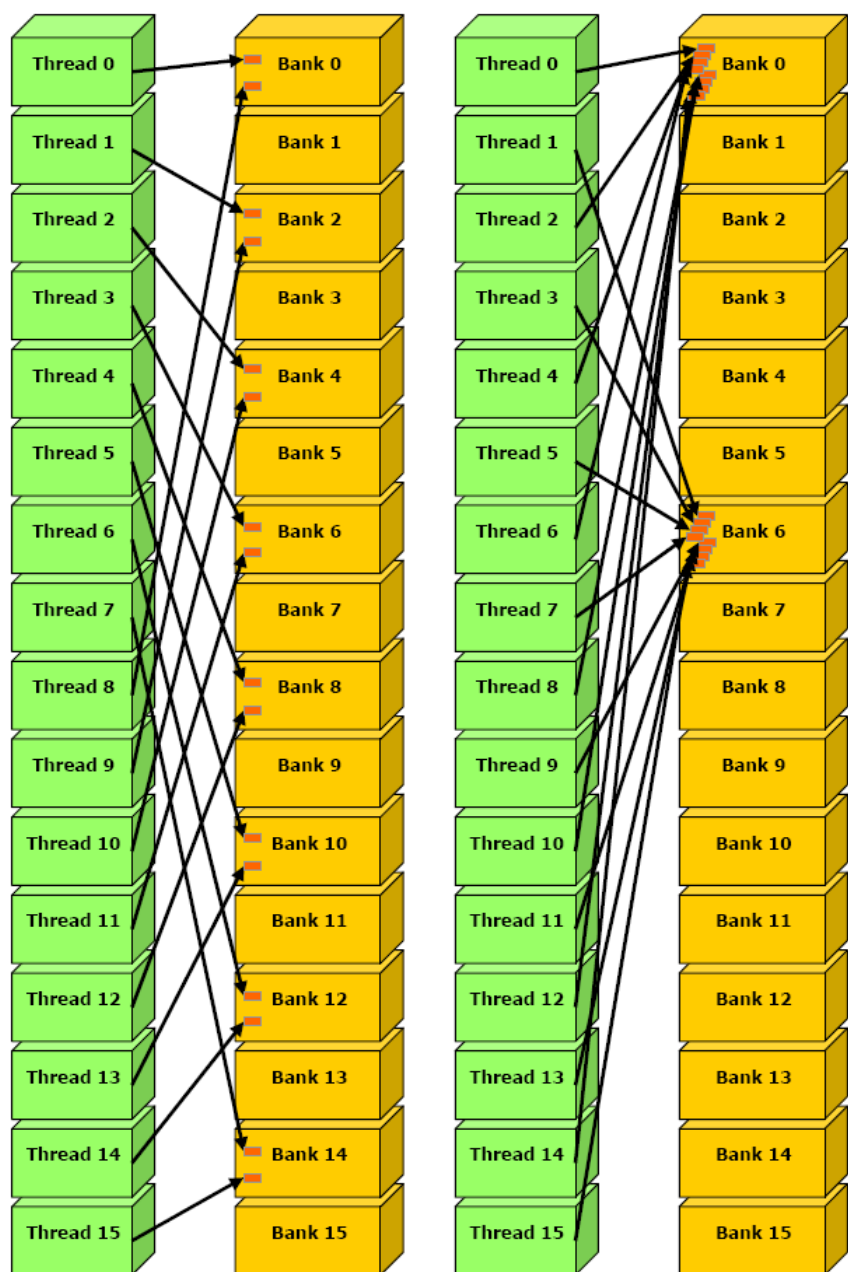 Thread 0 Bank 0 Thread 0 Bank 0
Thread 1 Bank 1 Thread 1 Bank 1
Thread 2 Bank 2 Thread 2 Bank 2
Thread 3 Bank 3 Thread 3 Bank 3
Thread 4 Bank 4 Thread 4 Bank 4
Thread 5 Bank 5 Thread 5 Bank 5
Thread 6 Bank 6 Thread 6 Bank 6
Thread 7 Bank 7 Thread 7 Bank 7
Thread 8 Bank 8 Thread 8 Bank 8
Thread 9 Bank 9 Thread 9 Bank 9
Thread 10 Bank 10 Thread 10 Bank 10
Thread 11 Bank 11 Thread 11 Bank 11
Thread 12 Bank 12 Thread 12 Bank 12
Thread 13 Bank 13 Thread 13 Bank 13
Thread 14 Bank 14 Thread 14 Bank 14
Thread 15 Bank 15 Thread 15 Bank 15